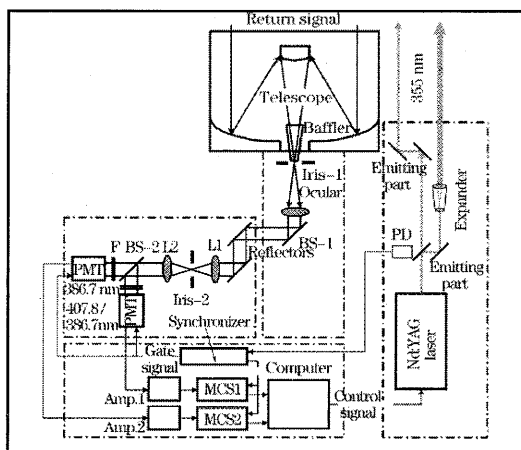 Return signal
Telescope
Baffler
Iris-1
Ocular
355 nm
Emitting
part
Expander
PD
Emitting
part
Nd:YAG
laser
BS-1
Reflectors
F BS-2 L2
L1
PMT
386.7 nm
407.8/
386.7nm
PMT
Iris-2
Synchronizer
Gate
signal
Computer
Control
signal
Amp.1
MCS1
Amp.2
MCS2